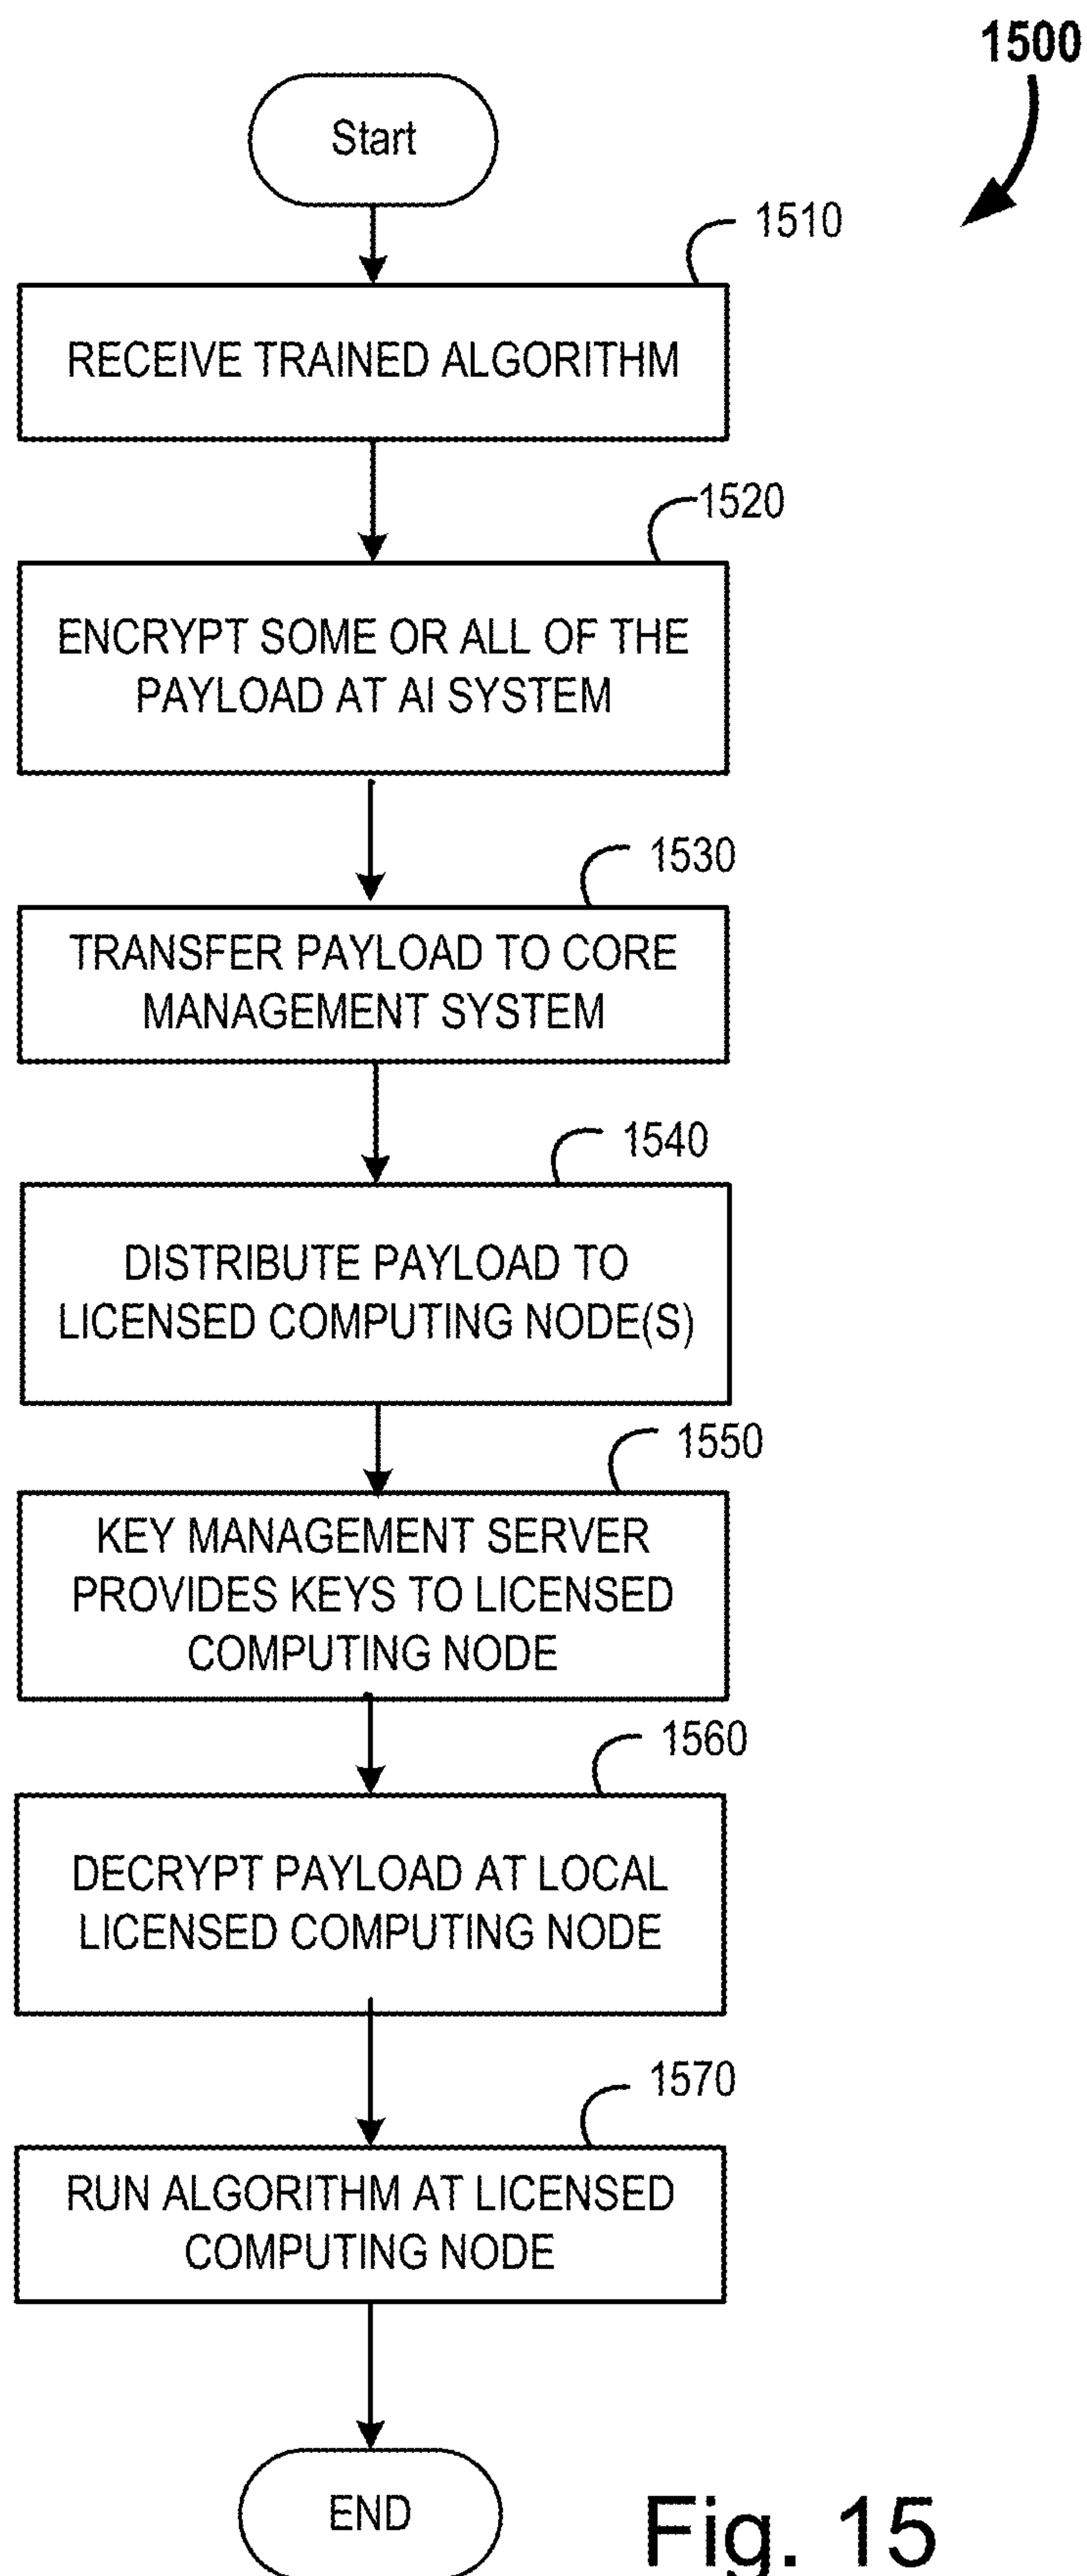 1500
Start
1510
RECEIVE TRAINED ALGORITHM
1520
ENCRYPT SOME OR ALL OF THE
PAYLOAD AT AI SYSTEM
1530
TRANSFER PAYLOAD TO CORE
MANAGEMENT SYSTEM
1540
DISTRIBUTE PAYLOAD TO
LICENSED COMPUTING NODE(S)
1550
KEY MANAGEMENT SERVER
PROVIDES KEYS TO LICENSED
COMPUTING NODE
1560
DECRYPT PAYLOAD AT LOCAL
LICENSED COMPUTING NODE
1570
RUN ALGORITHM AT LICENSED
COMPUTING NODE
END
Fig. 15